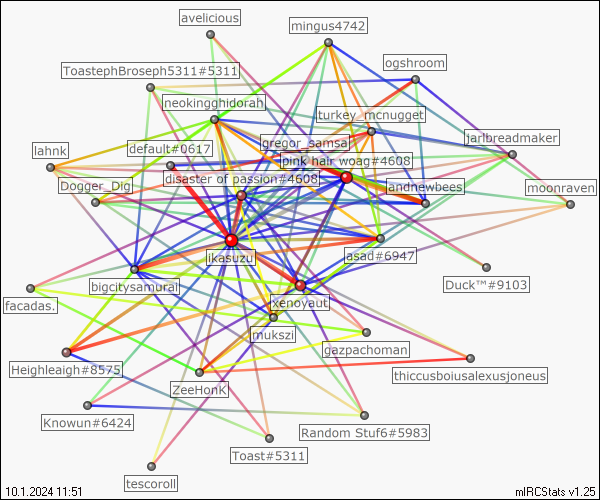 avelicious
mingus4742
ogshroom
ToastephBroseph5311#5311
neokingghidorah
turkey_mcnugget
jarlbreadmaker
gregor_samsa
default#0617
lahnk
pink hair woag#4608
disaster of passion#4608
Dogger_Dig
andnewbees
moonraven
ikasuzu
asad#6947
bigcitysamurai
Duck™#9103
facadas.
xenoyaut
mukszi
gazpachoman
Heighleaigh#8575
thiccusboiusalexusjoneus
ZeeHonk
Knowun#6424
Random Stuf6#5983
Toast#5311
tescoroll
10.1.2024 11:51
mIRCStats v1.25